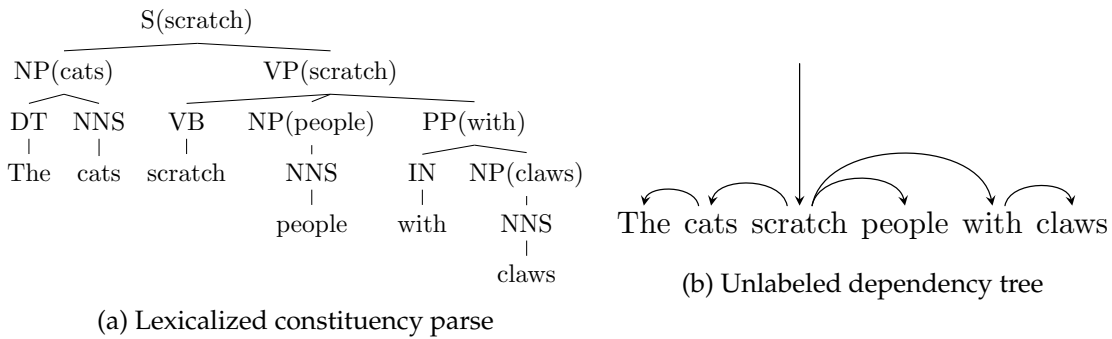 S(scratch)
NP(cats) VP(scratch)
DT NNS VB NP(people) PP(with)
The cats scratch NNS IN NP(claws)
people with NNS
claws
(a) Lexicalized constituency parse
The cats scratch people with claws
(b) Unlabeled dependency tree